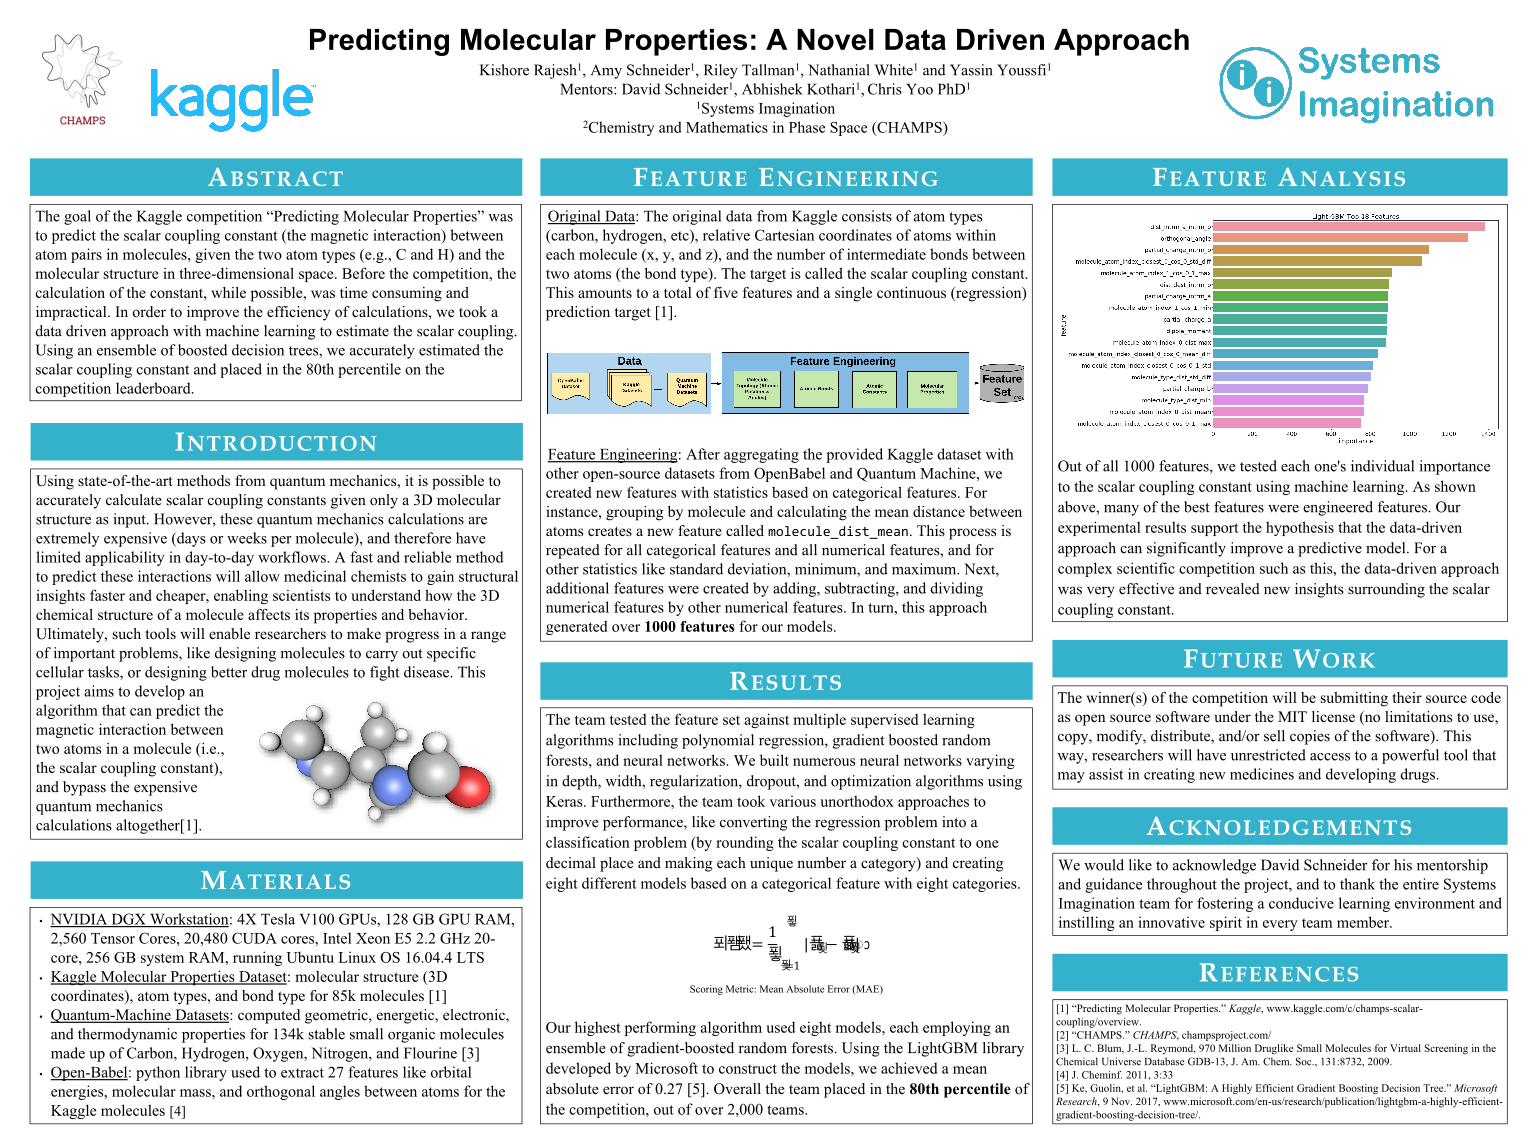 Predicting Molecular Properties: A Novel Data Driven Approach
Kishore Rajesh¹, Amy Schneider¹, Riley Tallman¹, Nathanial White¹ and Yassin Youssfi¹
Mentors: David Schneider¹, Abhishek Kothari¹, Chris Yoo PhD¹
¹Systems Imagination
²Chemistry and Mathematics in Phase Space (CHAMPS)
CHAMPS
kaggle
Systems
Imagination
ABSTRACT
The goal of the Kaggle competition “Predicting Molecular Properties” was
to predict the scalar coupling constant (the magnetic interaction) between
atom pairs in molecules, given the two atom types (e.g., C and H) and the
molecular structure in three-dimensional space. Before the competition, the
calculation of the constant, while possible, was time consuming and
impractical. In order to improve the efficiency of calculations, we took a
data driven approach with machine learning to estimate the scalar coupling.
Using an ensemble of boosted decision trees, we accurately estimated the
scalar coupling constant and placed in the 80th percentile on the
competition leaderboard.
INTRODUCTION
Using state-of-the-art methods from quantum mechanics, it is possible to
accurately calculate scalar coupling constants given only a 3D molecular
structure as input. However, these quantum mechanics calculations are
extremely expensive (days or weeks per molecule), and therefore have
limited applicability in day-to-day workflows. A fast and reliable method
to predict these interactions will allow medicinal chemists to gain structural
insights faster and cheaper, enabling scientists to understand how the 3D
chemical structure of a molecule affects its properties and behavior.
Ultimately, such tools will enable researchers to make progress in a range
of important problems, like designing molecules to carry out specific
cellular tasks, or designing better drug molecules to fight disease. This
project aims to develop an
algorithm that can predict the
magnetic interaction between
two atoms in a molecule (i.e.,
the scalar coupling constant),
and bypass the expensive
quantum mechanics
calculations altogether[1].
MATERIALS
• NVIDIA DGX Workstation: 4X Tesla V100 GPUs, 128 GB GPU RAM,
2,560 Tensor Cores, 20,480 CUDA cores, Intel Xeon E5 2.2 GHz 20-
core, 256 GB system RAM, running Ubuntu Linux OS 16.04.4 LTS
• Kaggle Molecular Properties Dataset: molecular structure (3D
coordinates), atom types, and bond type for 85k molecules [1]
• Quantum-Machine Datasets: computed geometric, energetic, electronic,
and thermodynamic properties for 134k stable small organic molecules
made up of Carbon, Hydrogen, Oxygen, Nitrogen, and Flourine [3]
• Open-Babel: python library used to extract 27 features like orbital
energies, molecular mass, and orthogonal angles between atoms for the
Kaggle molecules [4]
FEATURE ENGINEERING
Original Data: The original data from Kaggle consists of atom types
(carbon, hydrogen, etc), relative Cartesian coordinates of atoms within
each molecule (x, y, and z), and the number of intermediate bonds between
two atoms (the bond type). The target is called the scalar coupling constant.
This amounts to a total of five features and a single continuous (regression)
prediction target [1].
Data
OpenBabel
Dataset
Kaggle
Datasets
Quantum
Machine
Datasets
Feature Engineering
Molecule
Topology (Atomic
Distances
Angles)
Atomic Bonds
Atomic
Constants
Molecular
Properties
Feature
Set
Feature Engineering: After aggregating the provided Kaggle dataset with
other open-source datasets from OpenBabel and Quantum Machine, we
created new features with statistics based on categorical features. For
instance, grouping by molecule and calculating the mean distance between
atoms creates a new feature called molecule_dist_mean. This process is
repeated for all categorical features and all numerical features, and for
other statistics like standard deviation, minimum, and maximum. Next,
additional features were created by adding, subtracting, and dividing
numerical features by other numerical features. In turn, this approach
generated over 1000 features for our models.
RESULTS
The team tested the feature set against multiple supervised learning
algorithms including polynomial regression, gradient boosted random
forests, and neural networks. We built numerous neural networks varying
in depth, width, regularization, dropout, and optimization algorithms using
Keras. Furthermore, the team took various unorthodox approaches to
improve performance, like converting the regression problem into a
classification problem (by rounding the scalar coupling constant to one
decimal place and making each unique number a category) and creating
eight different models based on a categorical feature with eight categories.
Scoring Metric: Mean Absolute Error (MAE)
Our highest performing algorithm used eight models, each employing an
ensemble of gradient-boosted random forests. Using the LightGBM library
developed by Microsoft to construct the models, we achieved a mean
absolute error of 0.27 [5]. Overall the team placed in the 80th percentile of
the competition, out of over 2,000 teams.
FEATURE ANALYSIS
Light GBM Top 18 Features
orthogonal_angle
molecule_atom_index_closest_0_cos_0_std_diff
molecule_atom_index_1_cos_0_1_max
molecule_atom_index_1_cos_1_min
partial_charge_a
dipole_moment
molecule_atom_index_0_dist_max
molecule_atom_index_closest_0_cos_0_mean_diff
molecule_atom_index_closest_0_cos_0_1_std
molecule_type_dist_std_diff
partial_charge_b
molecule_type_dist_min
molecule_atom_index_0_dist_mean
molecule_atom_index_closest_0_cos_0_1_max
feature
0 200 400 600 800 1000 1200 1400
importance
Out of all 1000 features, we tested each one's individual importance
to the scalar coupling constant using machine learning. As shown
above, many of the best features were engineered features. Our
experimental results support the hypothesis that the data-driven
approach can significantly improve a predictive model. For a
complex scientific competition such as this, the data-driven approach
was very effective and revealed new insights surrounding the scalar
coupling constant.
FUTURE WORK
The winner(s) of the competition will be submitting their source code
as open source software under the MIT license (no limitations to use,
copy, modify, distribute, and/or sell copies of the software). This
way, researchers will have unrestricted access to a powerful tool that
may assist in creating new medicines and developing drugs.
ACKNOLEDGEMENTS
We would like to acknowledge David Schneider for his mentorship
and guidance throughout the project, and to thank the entire Systems
Imagination team for fostering a conducive learning environment and
instilling an innovative spirit in every team member.
REFERENCES
[1] “Predicting Molecular Properties.” Kaggle, www.kaggle.com/c/champs-scalar-
coupling/overview.
[2] “CHAMPS.” CHAMPS, champsproject.com/
[3] L. C. Blum, J.-L. Reymond, 970 Million Druglike Small Molecules for Virtual Screening in the
Chemical Universe Database GDB-13, J. Am. Chem. Soc., 131:8732, 2009.
[4] J. Cheminf. 2011, 3:33
[5] Ke, Guolin, et al. “LightGBM: A Highly Efficient Gradient Boosting Decision Tree.” Microsoft
Research, 9 Nov. 2017, www.microsoft.com/en-us/research/publication/lightgbm-a-highly-efficient-
gradient-boosting-decision-tree/.